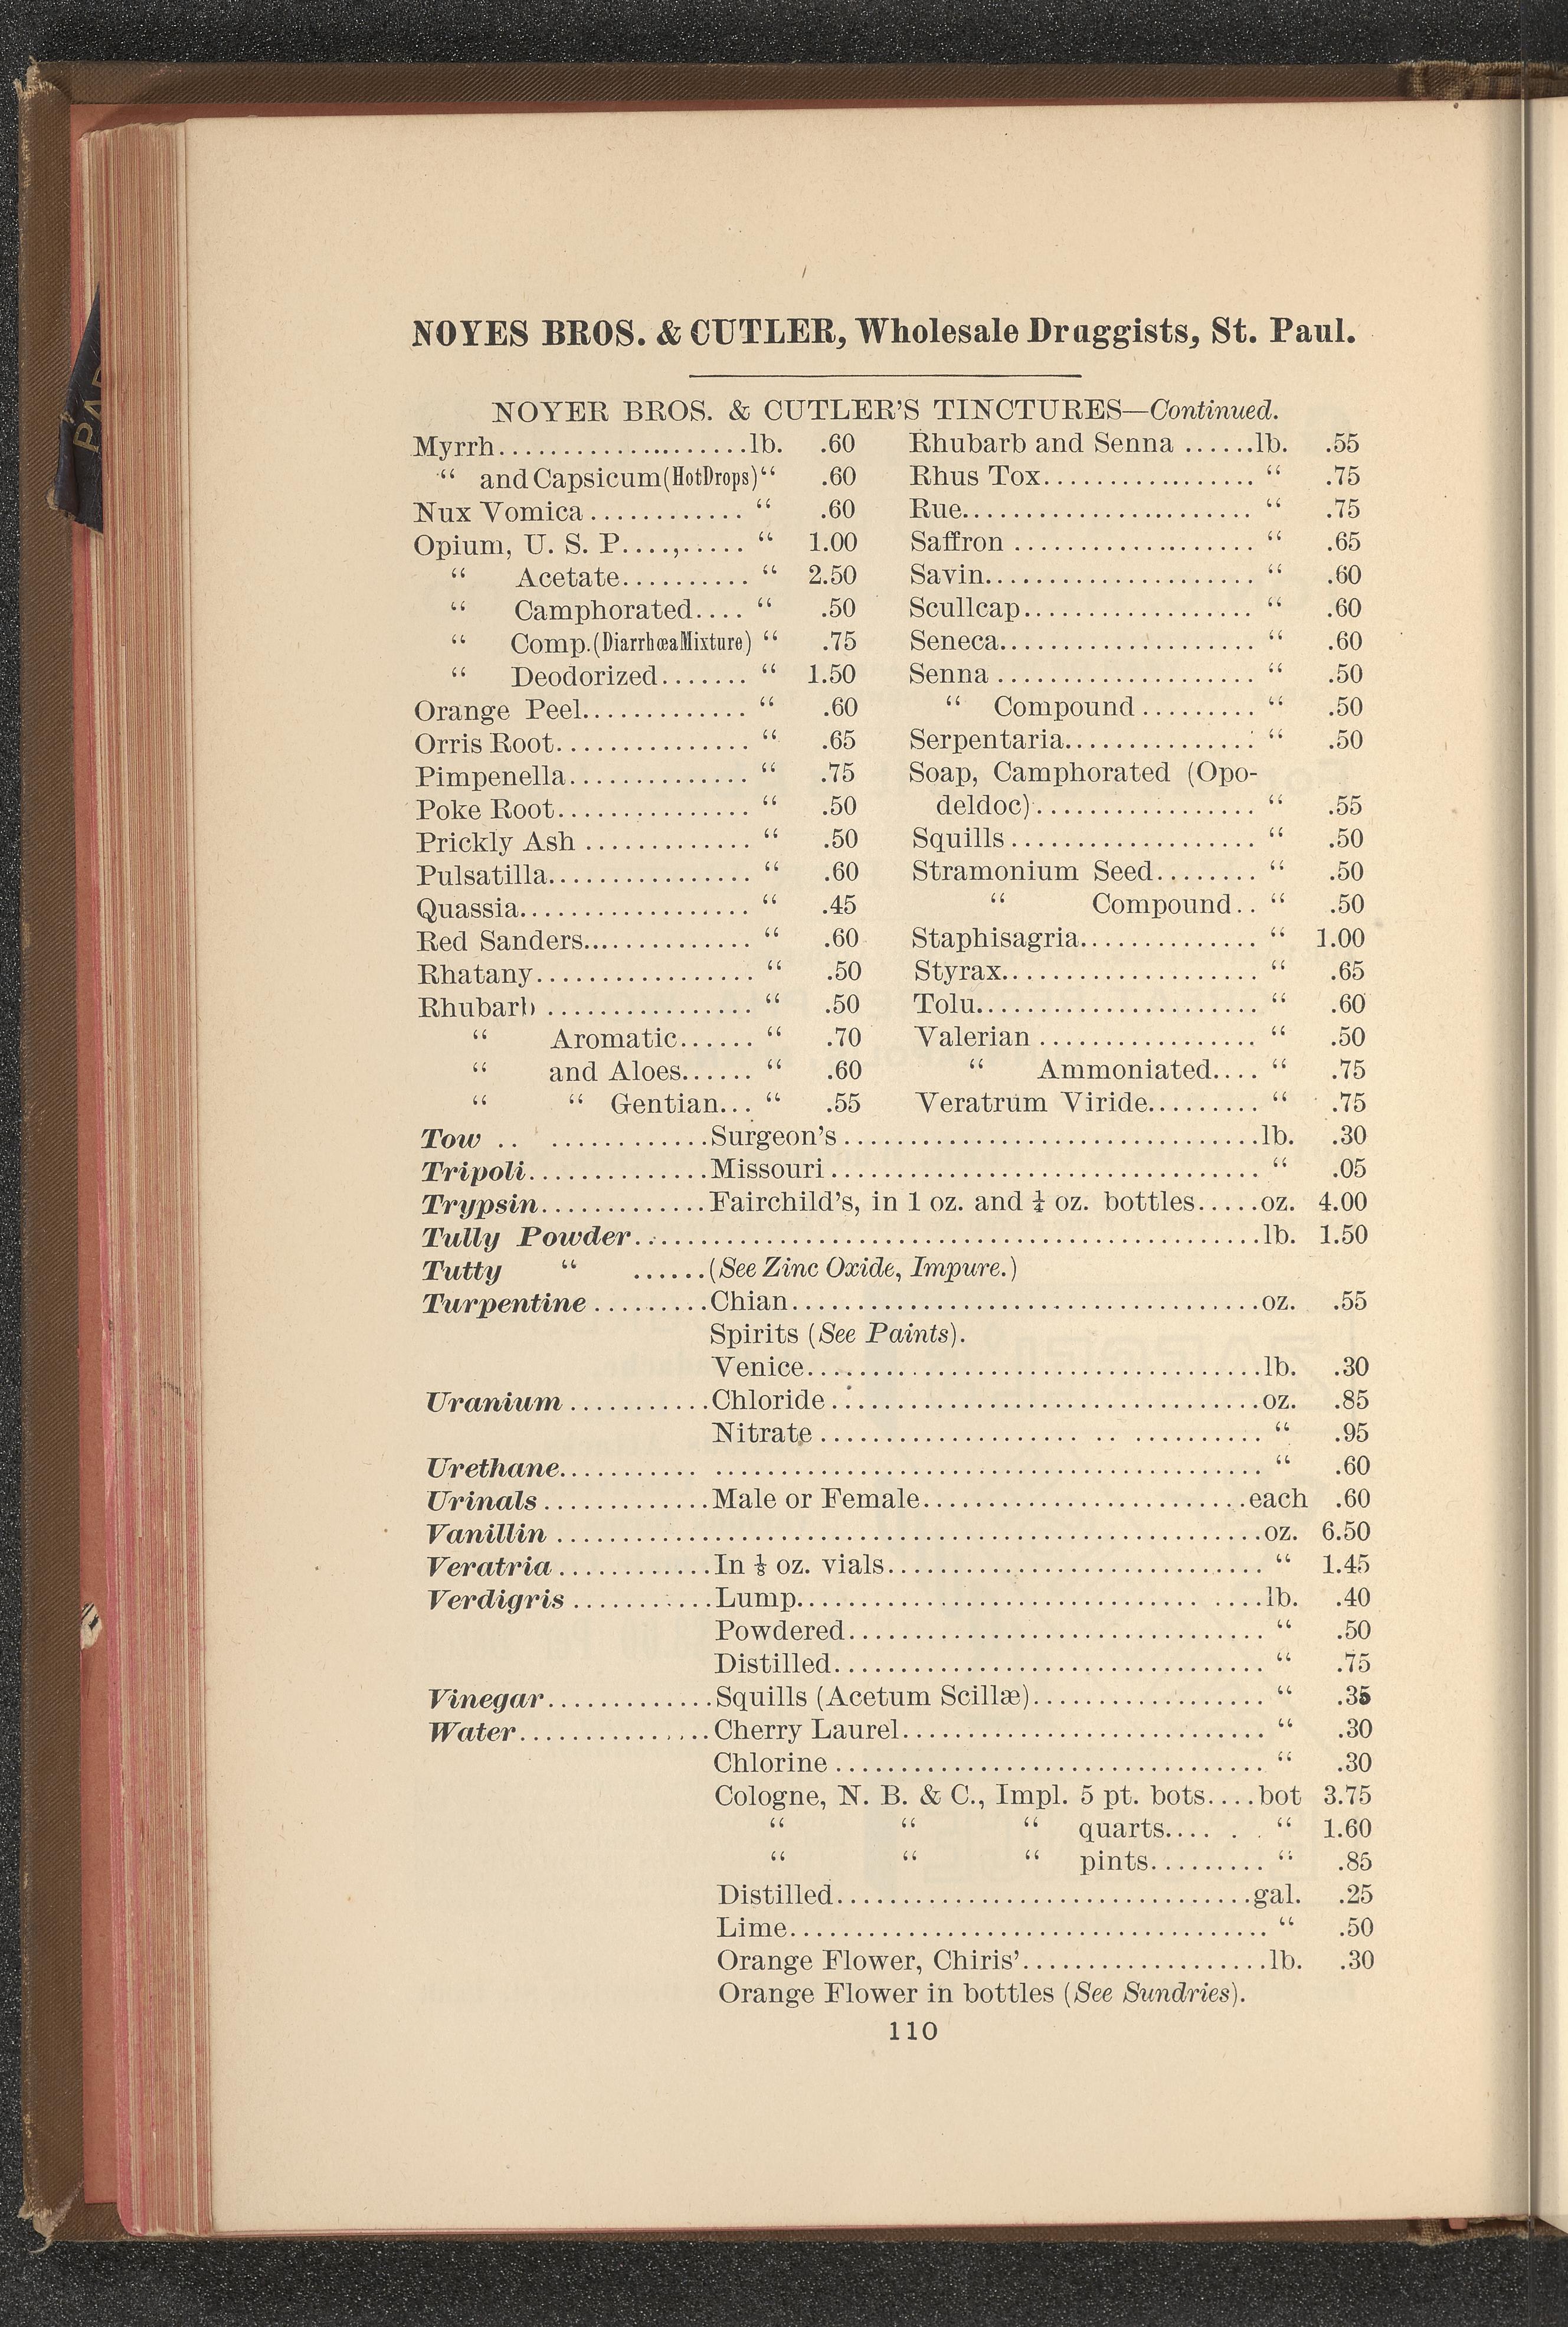 NOYES BROS. & CUTLER, Wholesale Druggists, St. Paul.
NOYER BROS. & CUTLER'S TINCTURES—Continued.
Myrrh........................lb. .60
“ and Capsicum (Hot Drops) “ .60
Nux Vomica............ “ .60
Opium, U. S. P....,..... “ 1.00
“ Acetate.......... “ 2.50
“ Camphorated.... “ .50
“ Comp. (Diarrhœa Mixture) “ .75
“ Deodorized....... “ 1.50
Orange Peel............. “ .60
Orris Root............... “ .65
Pimpenella.............. “ .75
Poke Root............... “ .50
Prickly Ash ............. “ .50
Pulsatilla................ “ .60
Quassia.................. “ .45
Red Sanders.............. “ .60
Rhatany................. “ .50
Rhubarb ................ “ .50
“ Aromatic...... “ .70
“ and Aloes...... “ .60
“ “ Gentian... “ .55
Rhubarb and Senna ......lb. .55
Rhus Tox................ “ .75
Rue...................... “ .75
Saffron .................. “ .65
Savin..................... “ .60
Scullcap.................. “ .60
Seneca................... “ .60
Senna .................... “ .50
“ Compound ......... “ .50
Serpentaria............... “ .50
Soap, Camphorated (Opo-
deldoc)................. “ .55
Squills................... “ .50
Stramonium Seed........ “ .50
“ Compound.. “ .50
Staphisagria.............. “ 1.00
Styrax.................... “ .65
Tolu...................... “ .60
Valerian ................. “ .50
“ Ammoniated.... “ .75
Veratrum Viride......... “ .75
Tow .. ............Surgeon's................................lb. .30
Tripoli..............Missouri................................. “ .05
Trypsin.............Fairchild's, in 1 oz. and ¼ oz. bottles.....oz. 4.00
Tully Powder................................................lb. 1.50
Tutty “ ......(See Zinc Oxide, Impure.)
Turpentine.........Chian....................................oz. .55
Spirits (See Paints).
Venice...................................lb. .30
Uranium...........Chloride.................................oz. .85
Nitrate .................... .. .......... “ .95
Urethane........... .......................................... “ .60
Urinals.............Male or Female.........................each .60
Vanillin ......................................................oz. 6.50
Veratria............In ⅛ oz. vials............................. “ 1.45
Verdigris...........Lump............................... ....lb. .40
Powdered................................ “ .50
Distilled................................. “ .75
Vinegar.............Squills (Acetum Scillæ).................. “ .35
Water...............Cherry Laurel............................ “ .30
Chlorine ................................. “ .30
Cologne, N. B. & C., Impl. 5 pt. bots....bot 3.75
“ “ “ quarts.... . . “ 1.60
“ “ “ pints......... “ .85
Distilled................................gal. .25
Lime.................................... “ .50
Orange Flower, Chiris'...................lb. .30
Orange Flower in bottles (See Sundries).
110